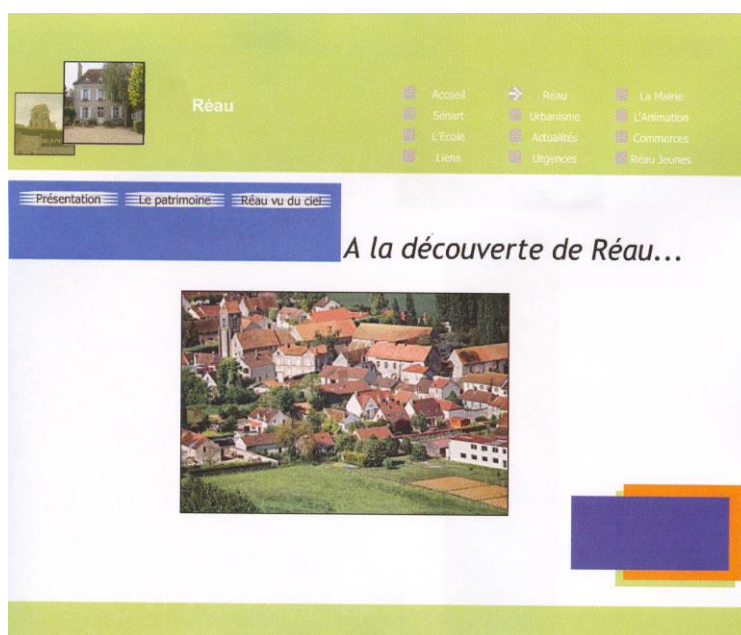 Réau
Accueil Réau La Mairie
Sénart Urbanisme L'Animation
L'Ecole Actualités Commerces
Liens Urgences Réau Jeunes
Présentation Le patrimoine Réau vu du ciel
A la découverte de Réau...